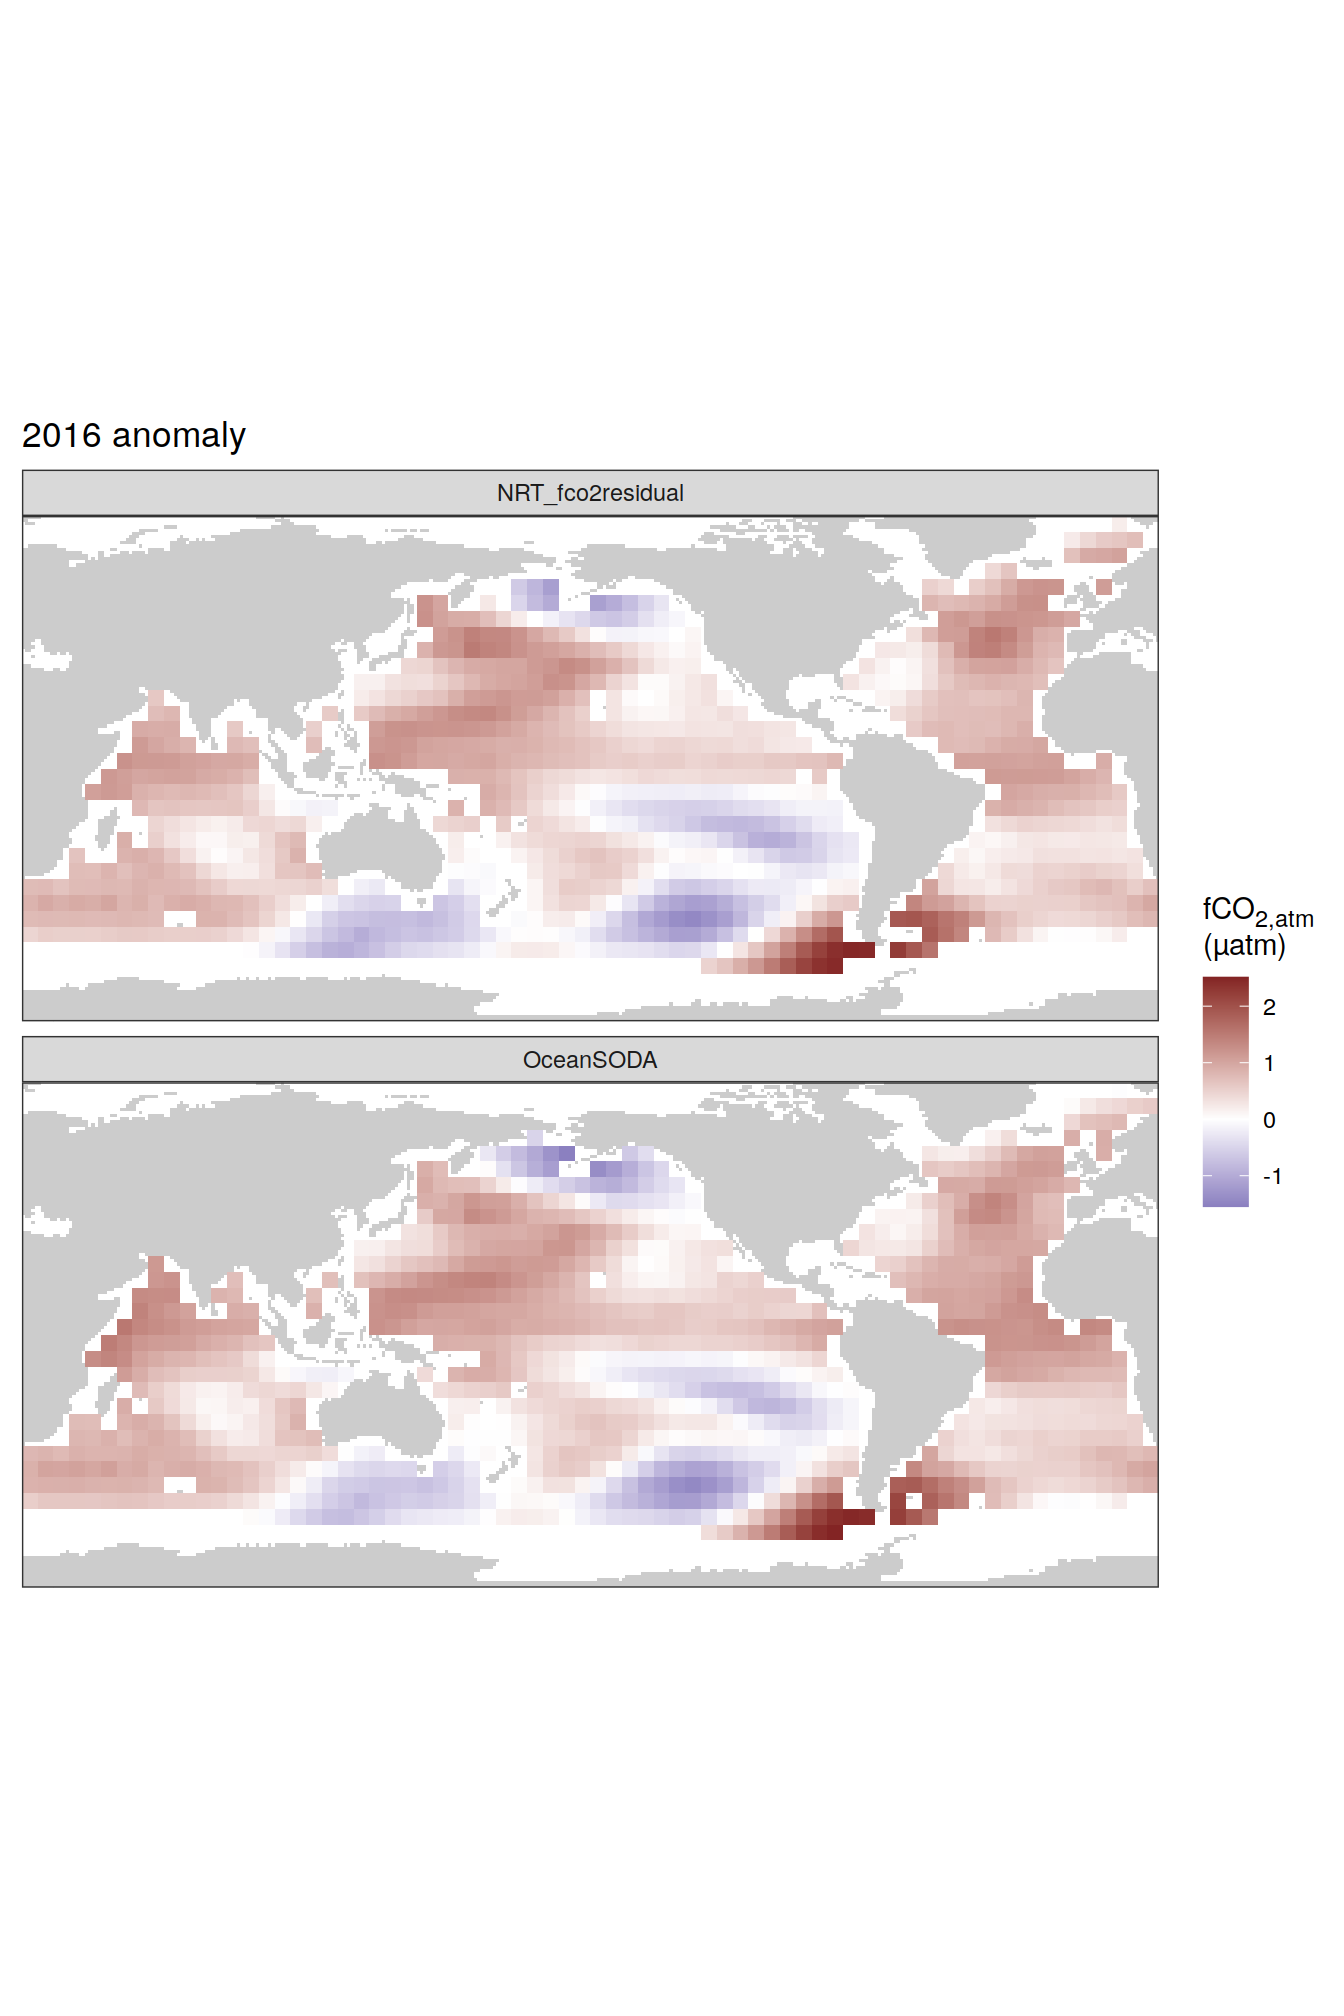 2016 anomaly
NRT_fco2residual
OceanSODA
fCO2,atm
(µatm)
2
1
0
-1